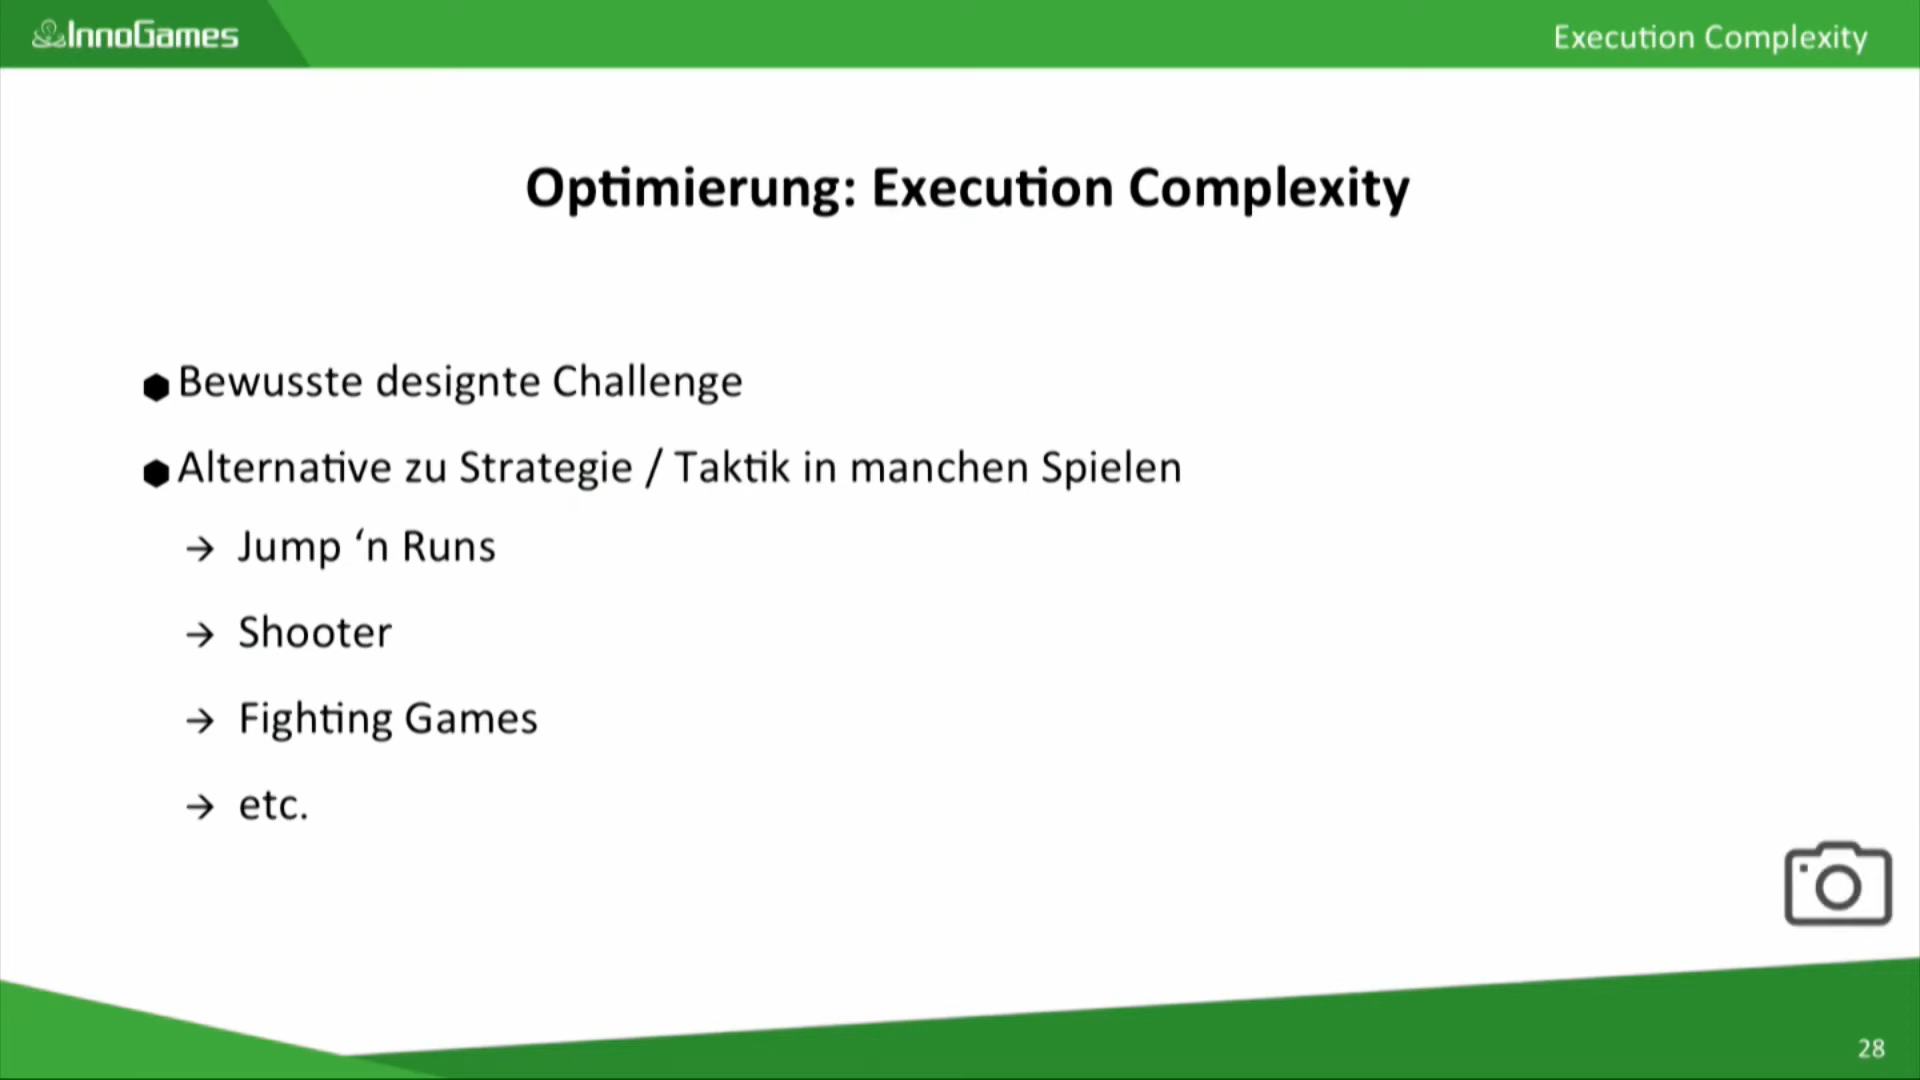 InnoGames
Execution Complexity
Optimierung: Execution Complexity
Bewusste designte Challenge
Alternative zu Strategie / Taktik in manchen Spielen
→ Jump ‘n Runs
→ Shooter
→ Fighting Games
→ etc.
28